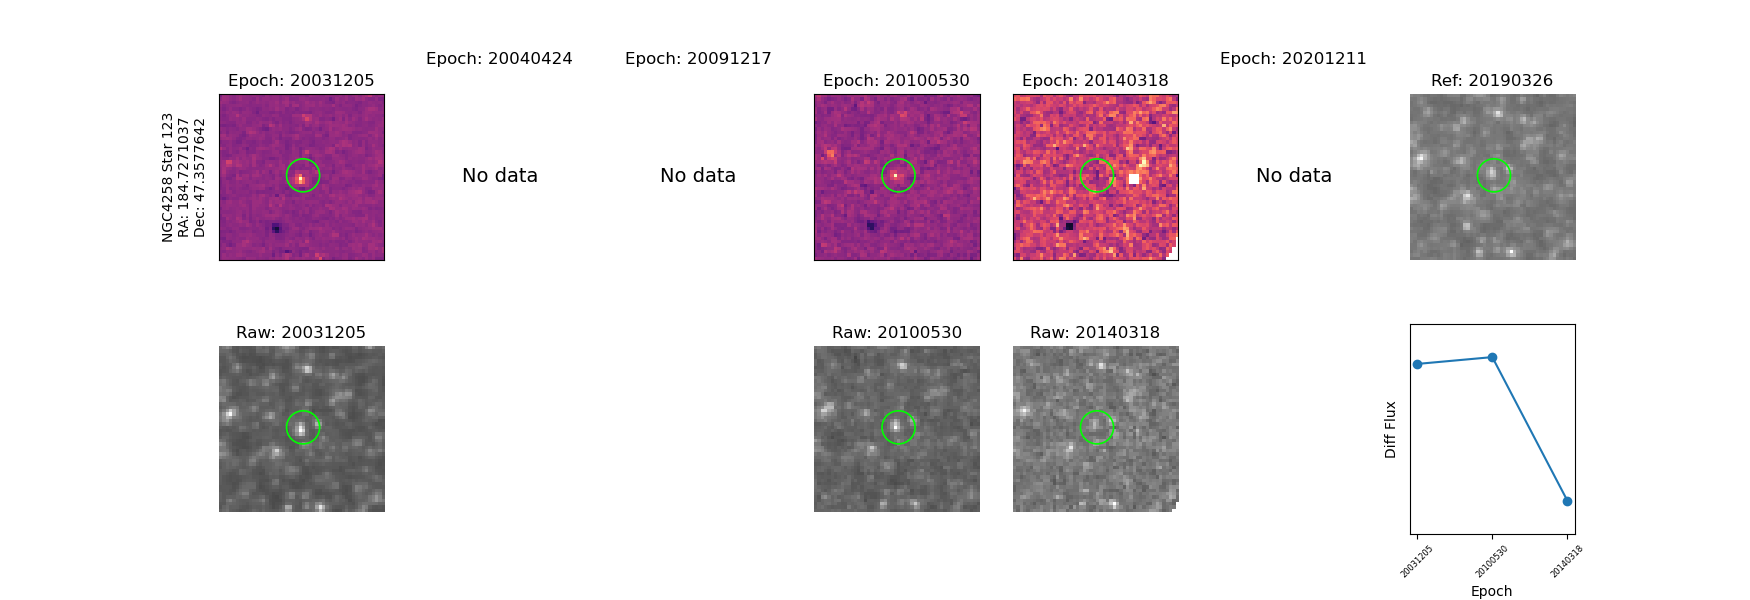 Epoch: 20040424
Epoch: 20091217
Epoch: 20201211
Epoch: 20031205
Epoch: 20100530
Epoch: 20140318
Ref: 20190326
NGC4258 Star 123
RA: 184.7271037
Dec: 47.3577642
No data
No data
No data
Raw: 20031205
Raw: 20100530
Raw: 20140318
Diff Flux
20031205
20100530
20140318
Epoch